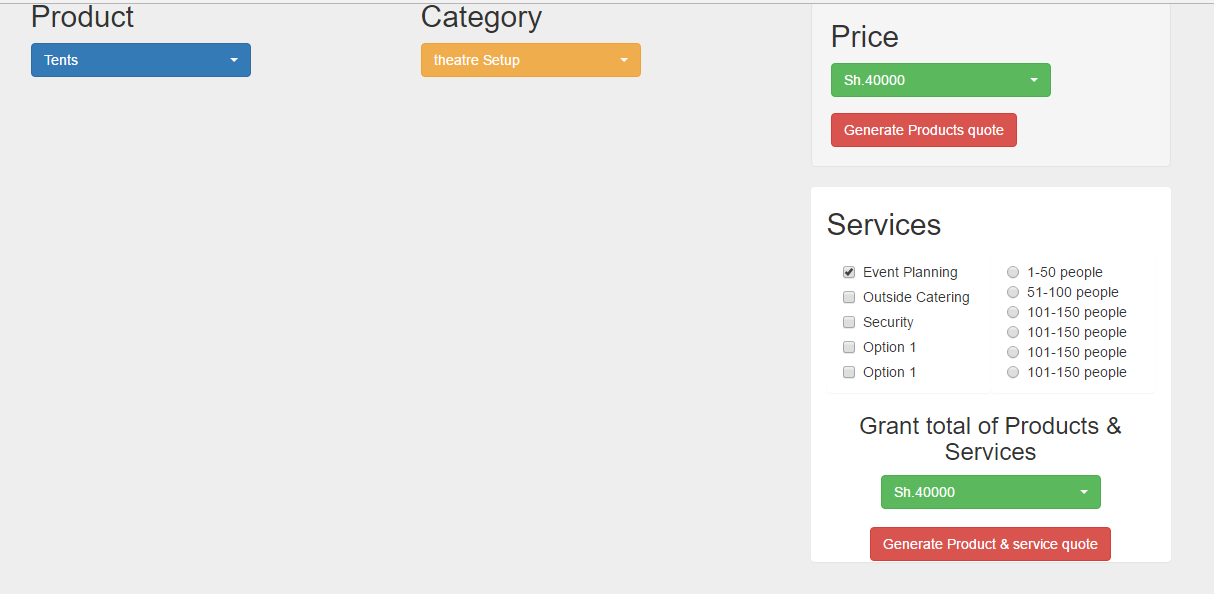 Product
Tents
Category
theatre Setup
Price
Sh.40000
Generate Products quote
Services
Event Planning
Outside Catering
Security
Option 1
Option 1
1-50 people
51-100 people
101-150 people
101-150 people
101-150 people
101-150 people
Grant total of Products &
Services
Sh.40000
Generate Product & service quote